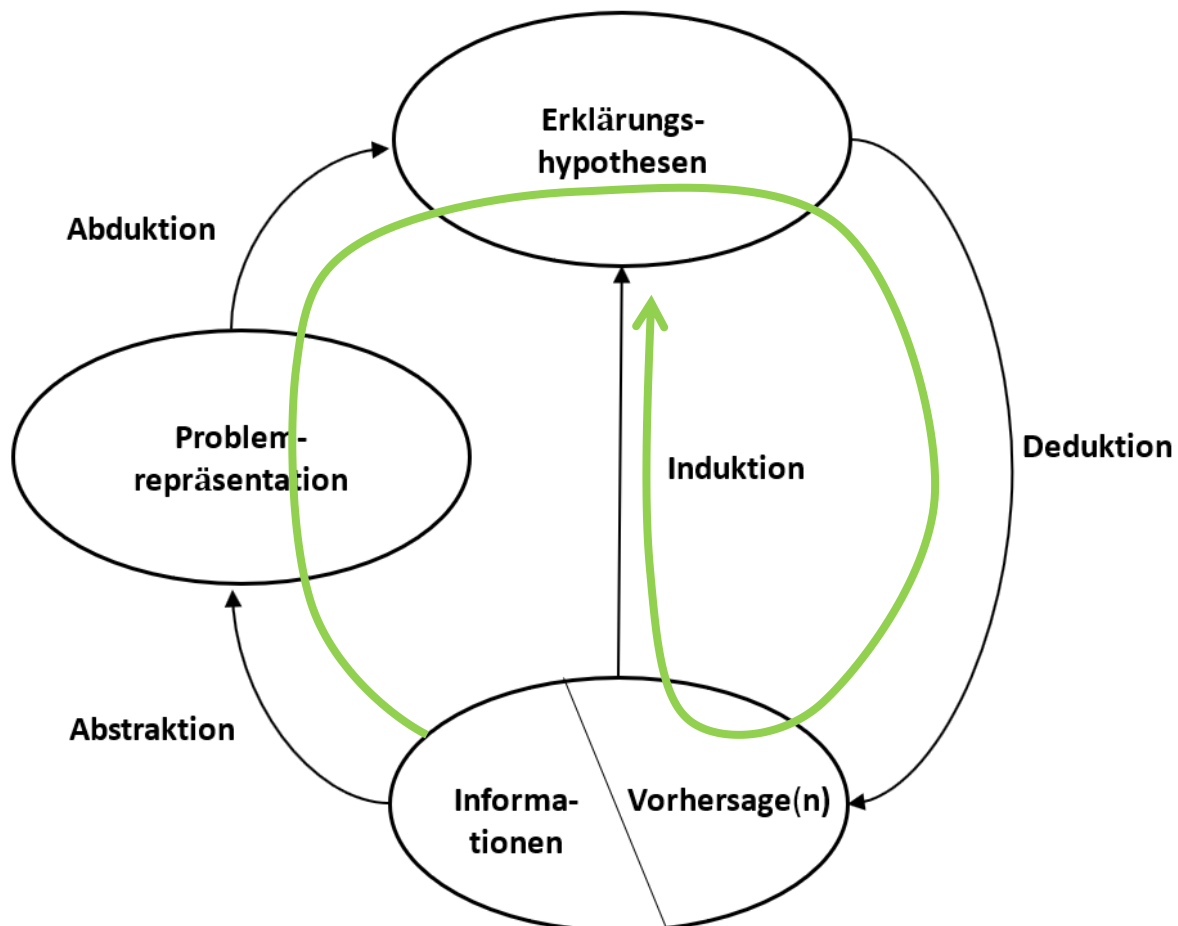 Erklärungs-
hypothesen
Abduktion
Problem-
repräsentation
Induktion
Deduktion
Abstraktion
Informa-
tionen
Vorhersage(n)